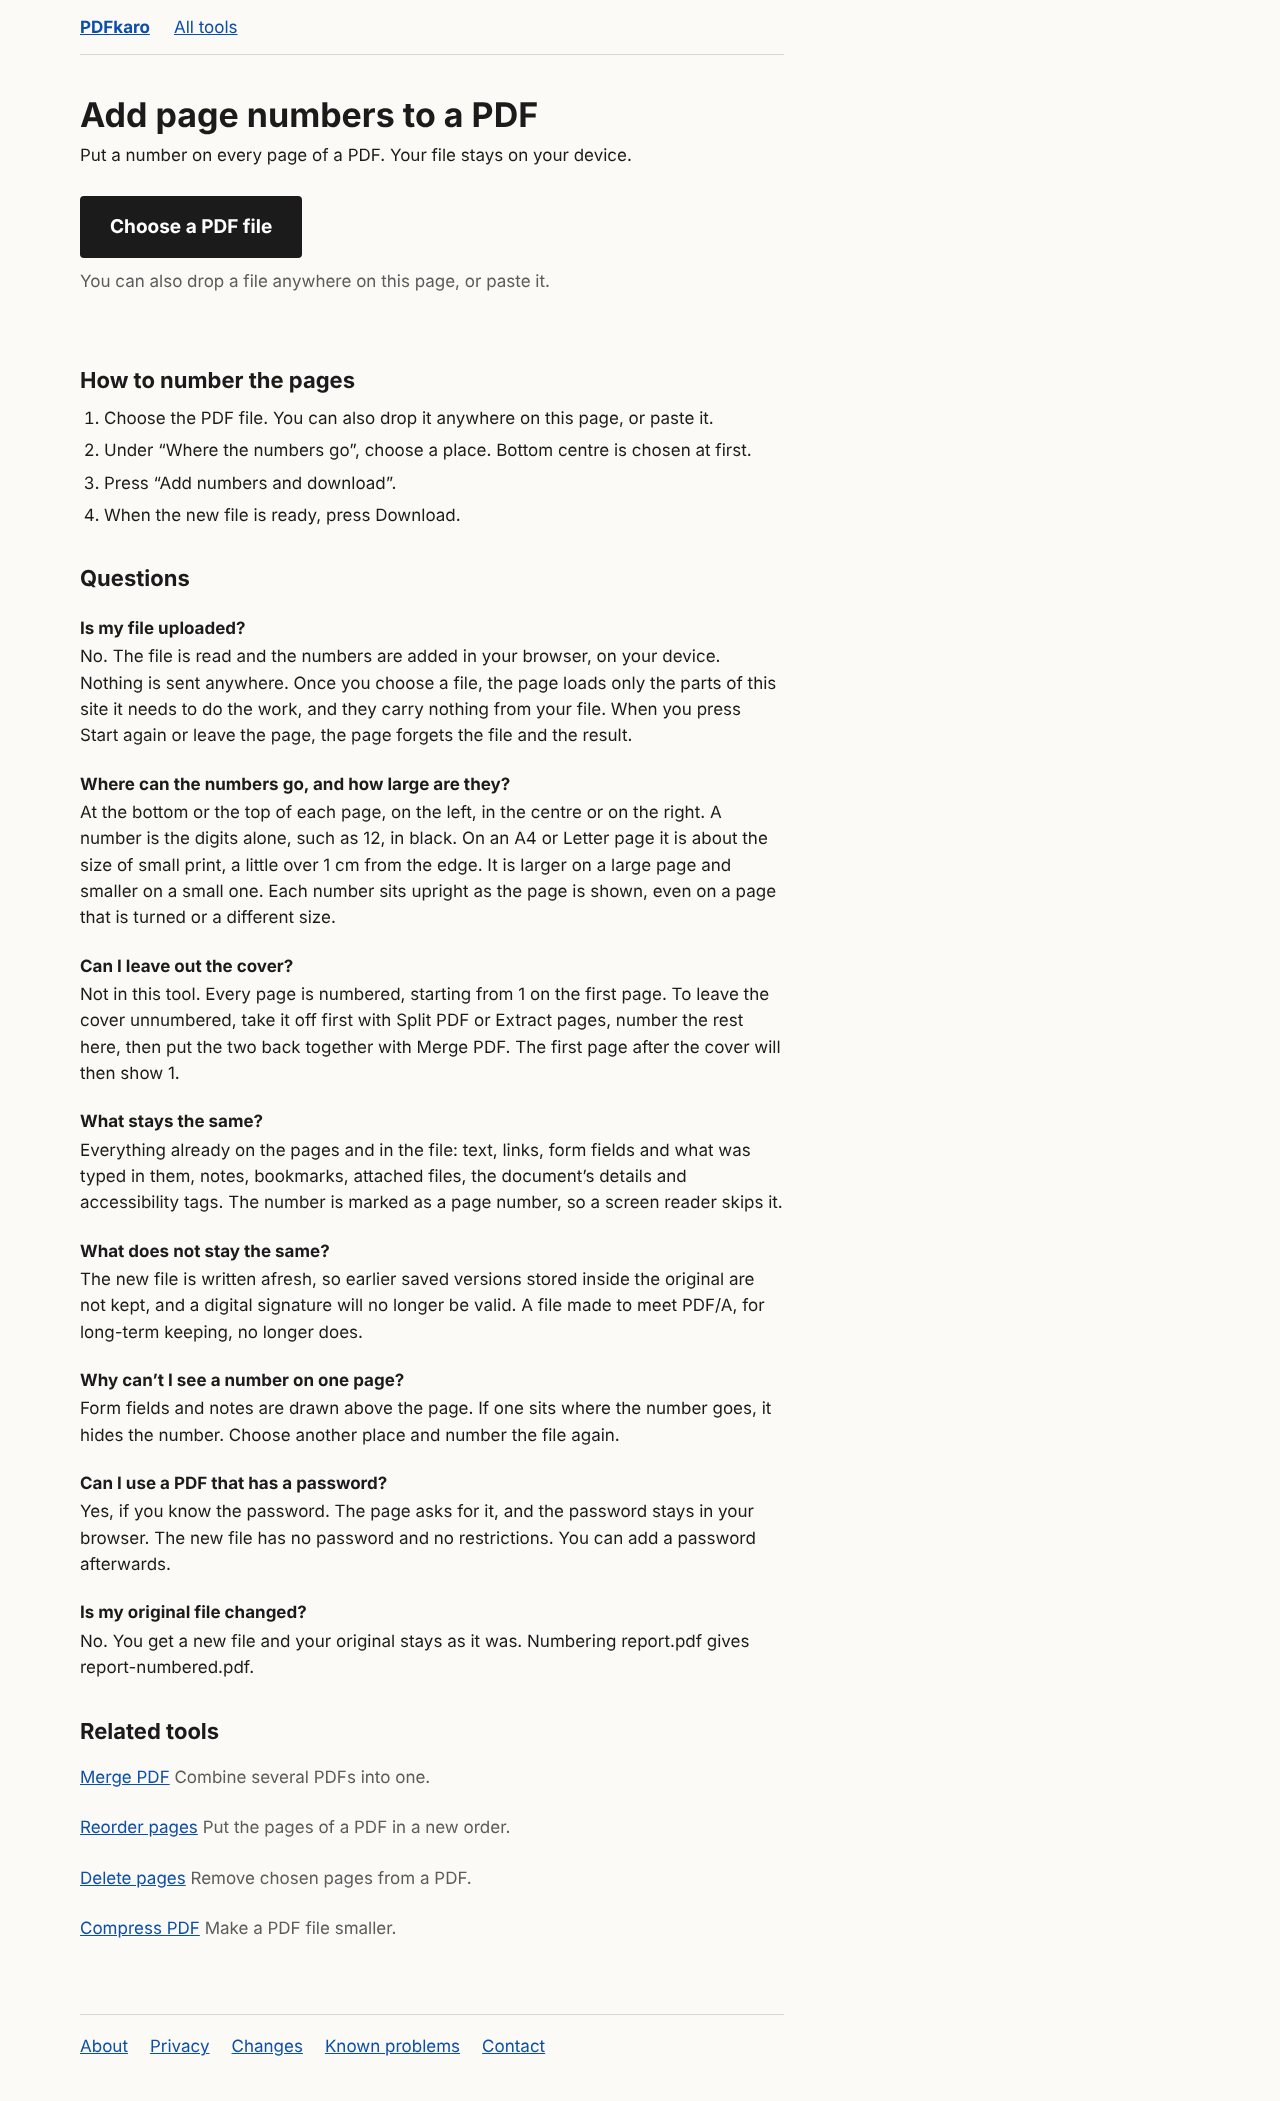 PDFkaro All tools
Add page numbers to a PDF
Put a number on every page of a PDF. Your file stays on your device.
Choose a PDF file
You can also drop a file anywhere on this page, or paste it.
How to number the pages
1. Choose the PDF file. You can also drop it anywhere on this page, or paste it.
2. Under “Where the numbers go”, choose a place. Bottom centre is chosen at first.
3. Press “Add numbers and download”.
4. When the new file is ready, press Download.
Questions
Is my file uploaded?
No. The file is read and the numbers are added in your browser, on your device.
Nothing is sent anywhere. Once you choose a file, the page loads only the parts of this
site it needs to do the work, and they carry nothing from your file. When you press
Start again or leave the page, the page forgets the file and the result.
Where can the numbers go, and how large are they?
At the bottom or the top of each page, on the left, in the centre or on the right. A
number is the digits alone, such as 12, in black. On an A4 or Letter page it is about the
size of small print, a little over 1 cm from the edge. It is larger on a large page and
smaller on a small one. Each number sits upright as the page is shown, even on a page
that is turned or a different size.
Can I leave out the cover?
Not in this tool. Every page is numbered, starting from 1 on the first page. To leave the
cover unnumbered, take it off first with Split PDF or Extract pages, number the rest
here, then put the two back together with Merge PDF. The first page after the cover will
then show 1.
What stays the same?
Everything already on the pages and in the file: text, links, form fields and what was
typed in them, notes, bookmarks, attached files, the document’s details and
accessibility tags. The number is marked as a page number, so a screen reader skips it.
What does not stay the same?
The new file is written afresh, so earlier saved versions stored inside the original are
not kept, and a digital signature will no longer be valid. A file made to meet PDF/A, for
long-term keeping, no longer does.
Why can’t I see a number on one page?
Form fields and notes are drawn above the page. If one sits where the number goes, it
hides the number. Choose another place and number the file again.
Can I use a PDF that has a password?
Yes, if you know the password. The page asks for it, and the password stays in your
browser. The new file has no password and no restrictions. You can add a password
afterwards.
Is my original file changed?
No. You get a new file and your original stays as it was. Numbering report.pdf gives
report-numbered.pdf.
Related tools
Merge PDF Combine several PDFs into one.
Reorder pages Put the pages of a PDF in a new order.
Delete pages Remove chosen pages from a PDF.
Compress PDF Make a PDF file smaller.
About Privacy Changes Known problems Contact